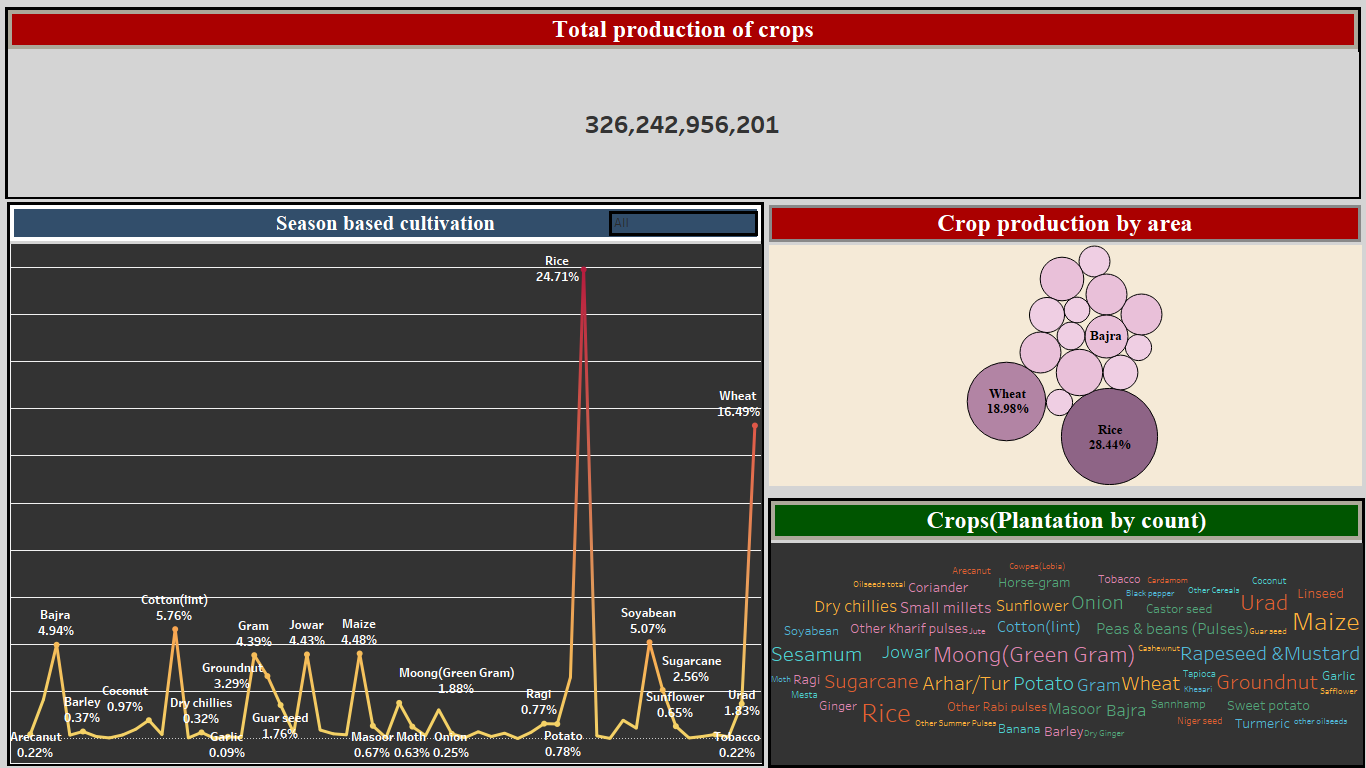 Total production of crops
326,242,956,201
Season based cultivation
All
Rice
24.71%
Wheat
16.49%
Cotton(lint)
5.76%
Bajra
4.94%
Gram
4.39%
Jowar
4.43%
Maize
4.48%
Soyabean
5.07%
Groundnut
3.29%
Moong(Green Gram)
1.88%
Sugarcane
2.56%
Coconut
0.97%
Barley
0.37%
Dry chillies
0.32%
Guar seed
1.76%
Ragi
0.77%
Sunflower
0.65%
Urad
1.83%
Arecanut
0.22%
Garlic
0.09%
Masoor
0.67%
Moth
0.63%
Onion
0.25%
Potato
0.78%
Tobacco
0.22%
Crop production by area
Bajra
Wheat
18.98%
Rice
28.44%
Crops(Plantation by count)
Arecanut Cowpea(Lobia)
Oilseeds total Coriander Horse-gram Tobacco Cardamom Coconut
Black pepper Other Cereals Linseed
Dry chillies Small millets Sunflower Onion Castor seed Urad
Soyabean Other Kharif pulses Jute Cotton(lint) Peas & beans (Pulses) Guar seed Maize
Sesamum Jowar Moong(Green Gram) Cashewnut Rapeseed &Mustard
Moth Ragi Sugarcane Arhar/Tur Potato Gram Wheat Tapioca Groundnut Garlic
Mesta Khesari Safflower
Ginger Rice Other Rabi pulses Masoor Bajra Sannhamp Sweet potato
Other Summer Pulses Niger seed Turmeric other oilseeds
Banana Barley Dry Ginger